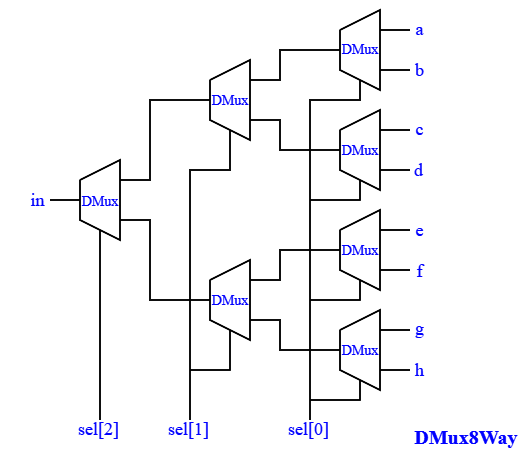 a
DMux
b
DMux
c
DMux
d
in
DMux
e
DMux
f
DMux
g
DMux
h
sel[2] sel[1] sel[0]
DMux8Way